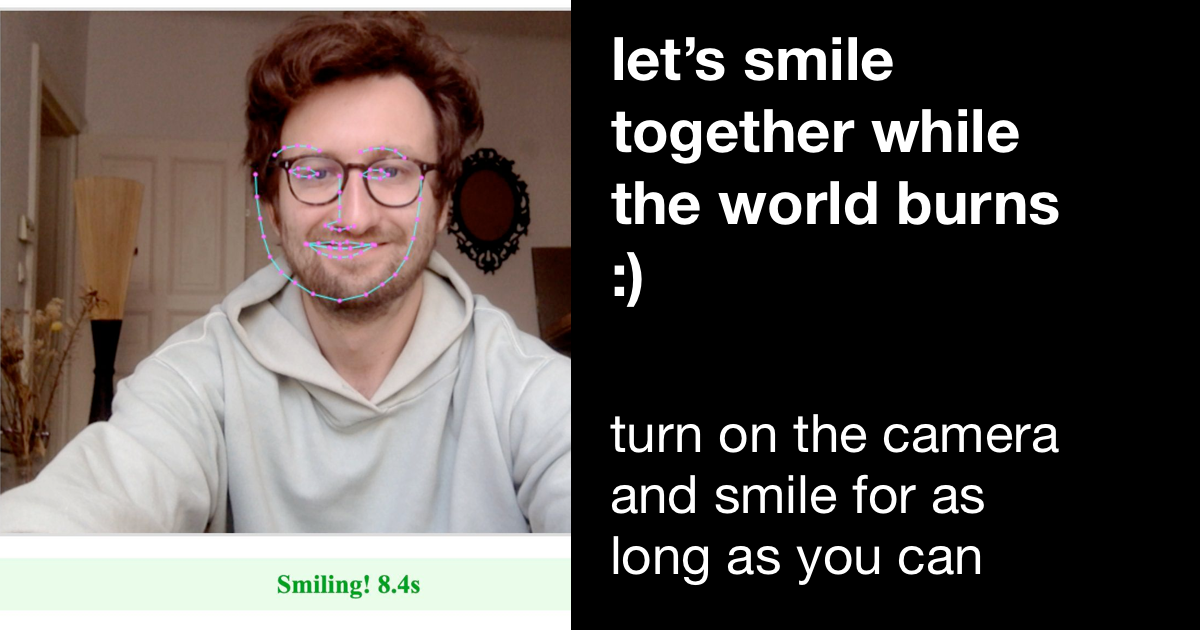 let’s smile
together while
the world burns
:)
turn on the camera
and smile for as
long as you can
Smiling! 8.4s